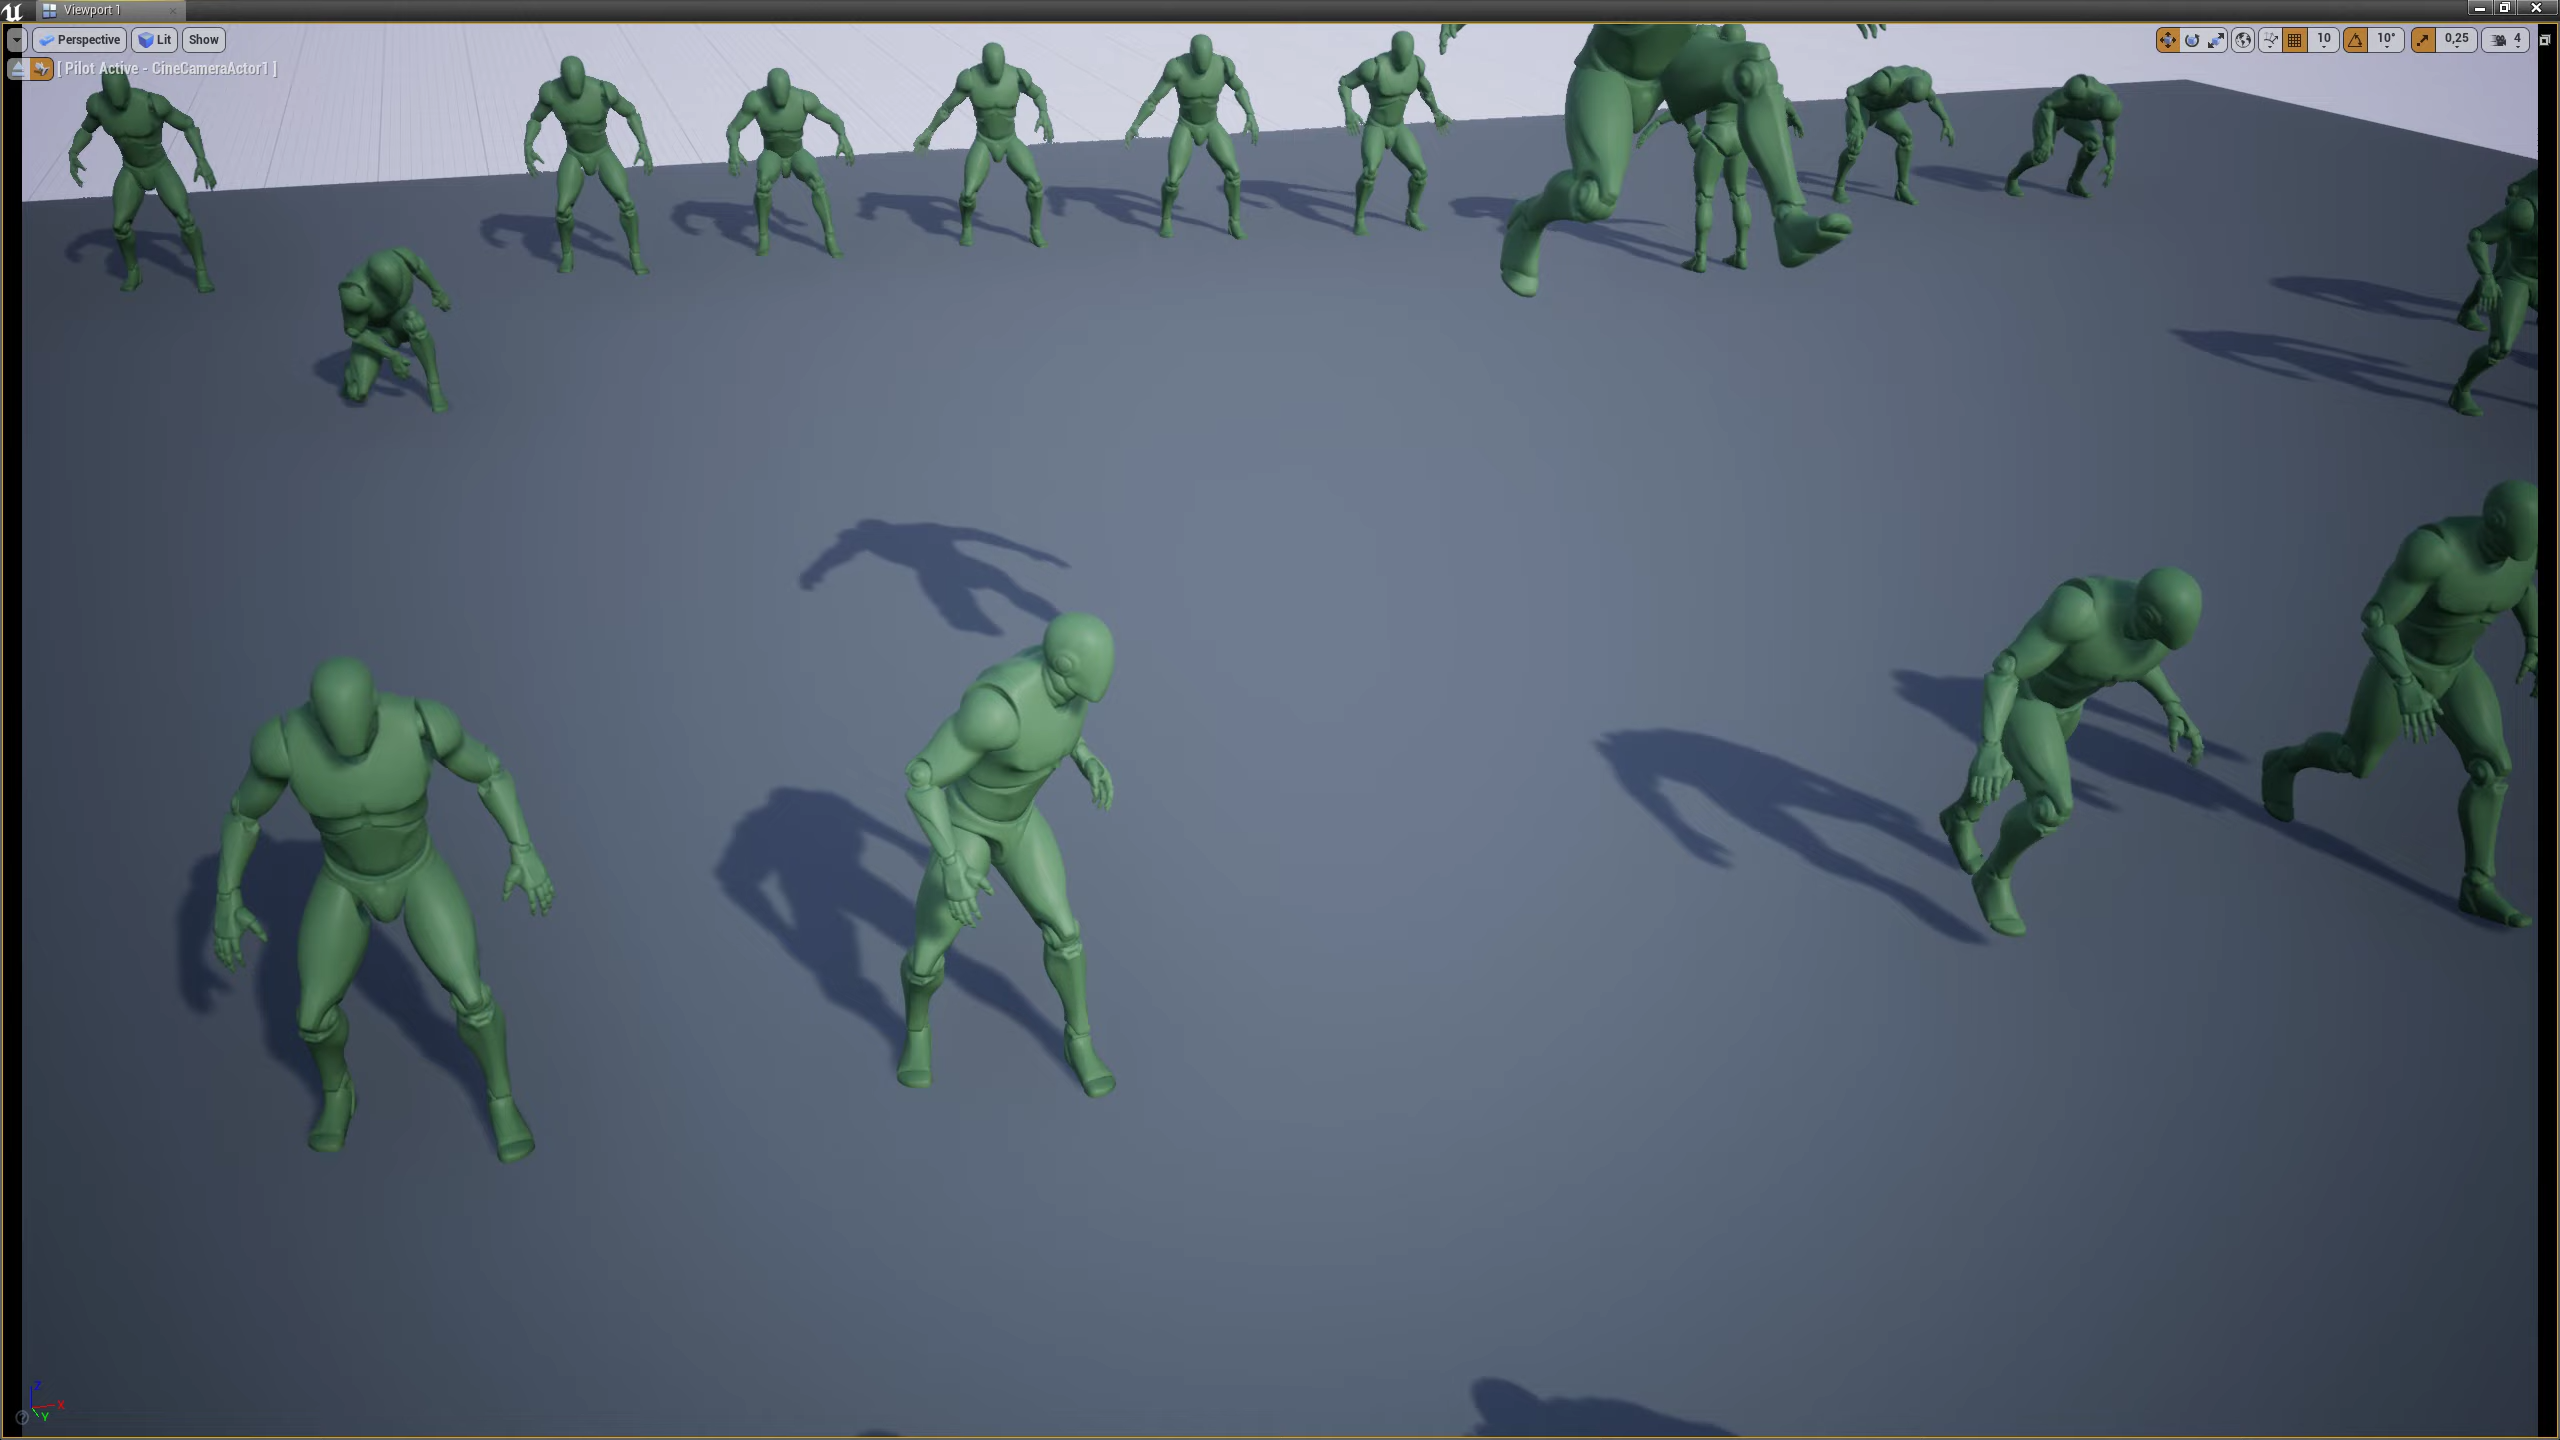 Viewport 1
Perspective Lit Show
10 10° 0,25 4
[ Pilot Active - CineCameraActor1 ]
Z
X
Y